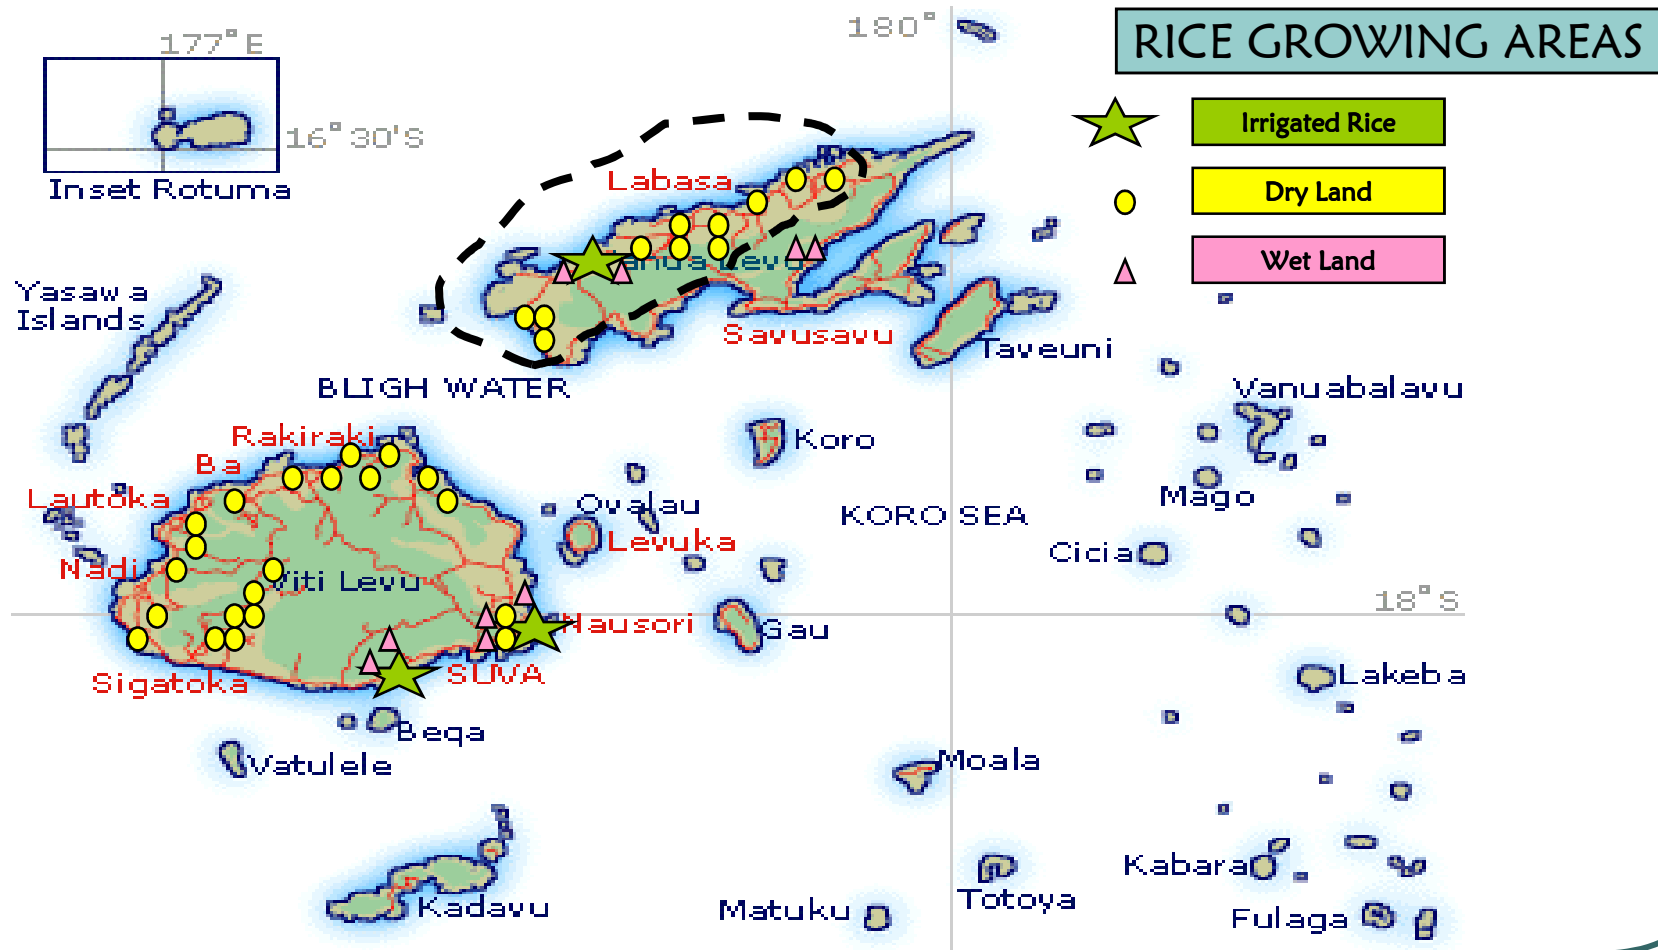 177° E
180°
RICE GROWING AREAS
Irrigated Rice
16° 30'S
Inset Rotuma
Labasa
Dry Land
Vanua Levu
Wet Land
Yasawa
Islands
Savusavu
Taveuni
BLIGH WATER
Vanuabalavu
Rakiraki
Koro
Ba
Lautoka
Ovalau
Mago
KORO SEA
Levuka
Cicia
Nadi
Viti Levu
18° S
Nausori
Gau
Sigatoka
SUVA
Lakeba
Beqa
Vatulele
Moala
Kabara
Totoya
Kadavu
Matuku
Fulaga